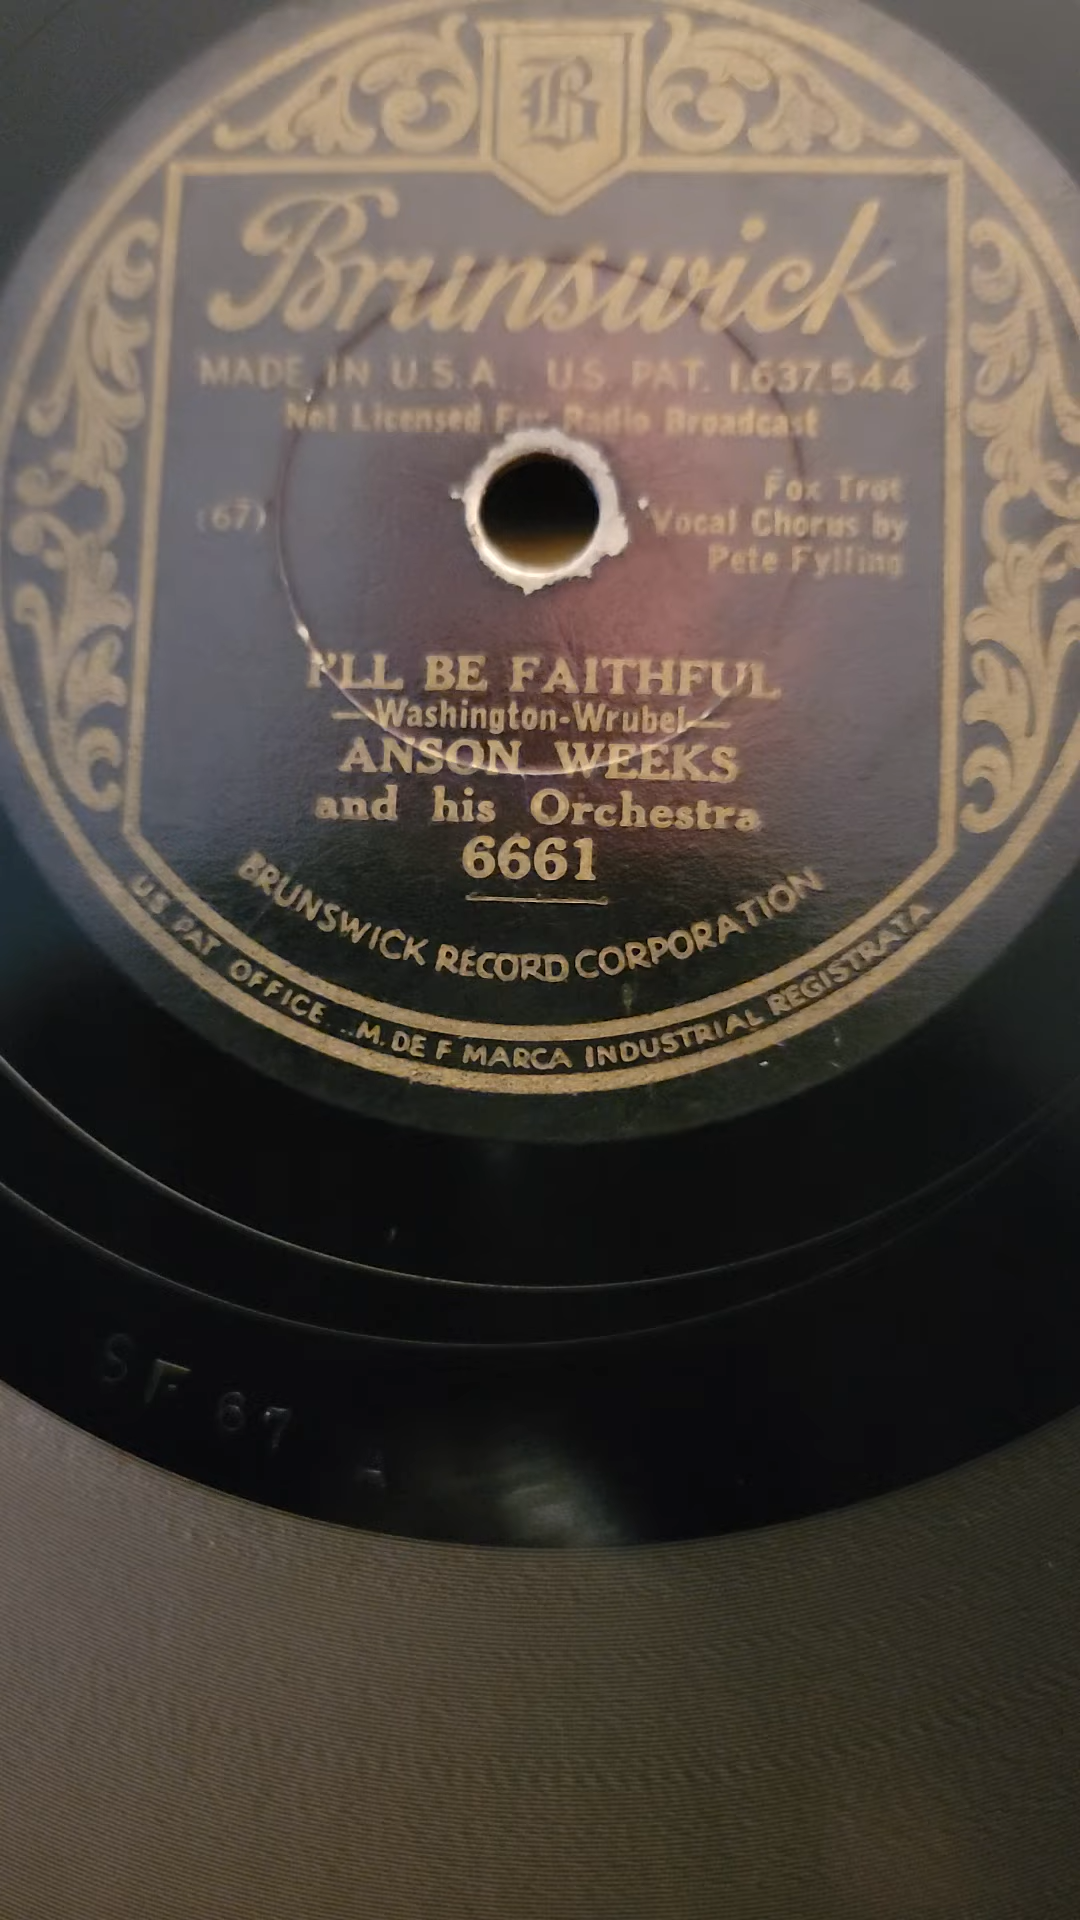 B
Brunswick
MADE IN U.S.A. U.S. PAT. 1,637,544
Not Licensed For Radio Broadcast
Fox Trot
(67)
Vocal Chorus by
Pete Fylling
I'LL BE FAITHFUL
—Washington-Wrubel—
ANSON WEEKS
and his Orchestra
6661
BRUNSWICK RECORD CORPORATION
U.S. PAT OFFICE... M. DE F MARCA INDUSTRIAL REGISTRATA
SF 67 A